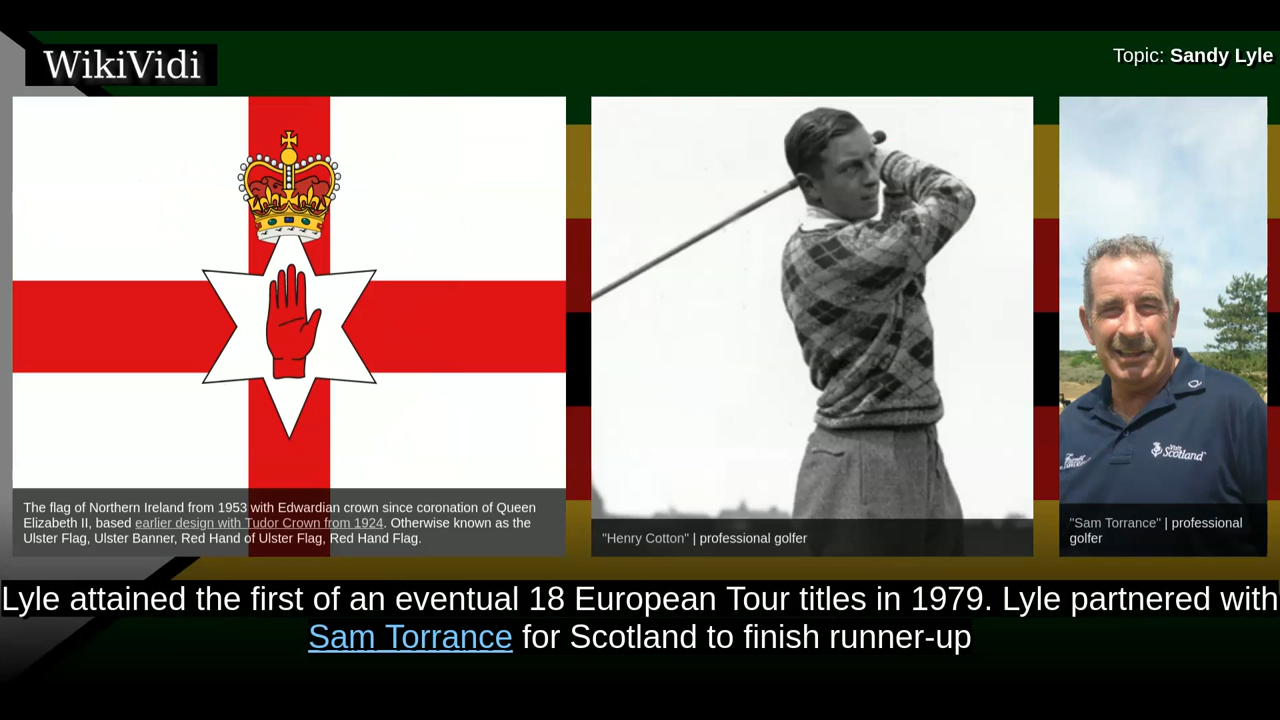 WikiVidi
Topic: Sandy Lyle
The flag of Northern Ireland from 1953 with Edwardian crown since coronation of Queen
Elizabeth II, based earlier design with Tudor Crown from 1924. Otherwise known as the
Ulster Flag, Ulster Banner, Red Hand of Ulster Flag, Red Hand Flag.
"Henry Cotton" | professional golfer
Scotland
"Sam Torrance" | professional
golfer
Lyle attained the first of an eventual 18 European Tour titles in 1979. Lyle partnered with
Sam Torrance for Scotland to finish runner-up